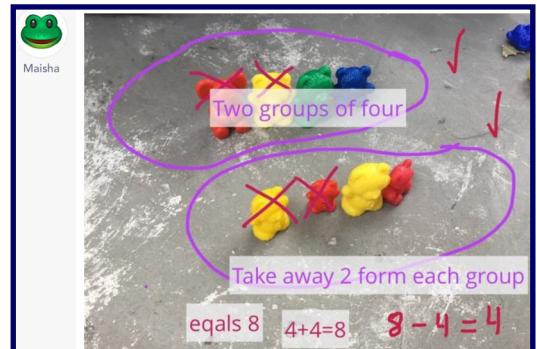 Maisha
Two groups of four
Take away 2 form each group
eqals 8
4+4=8
8-4=4